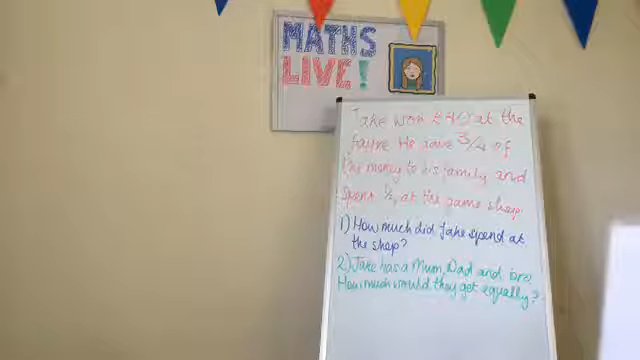 MATHS
LIVE!
Jake won £40 at the
fayre. He gave 3/4 of
the money to his family and
spent 1/2 at the game shop.
1) How much did Jake spend at
the shop?
2) Jake has a Mum, Dad and bro.
How much would they get equally?